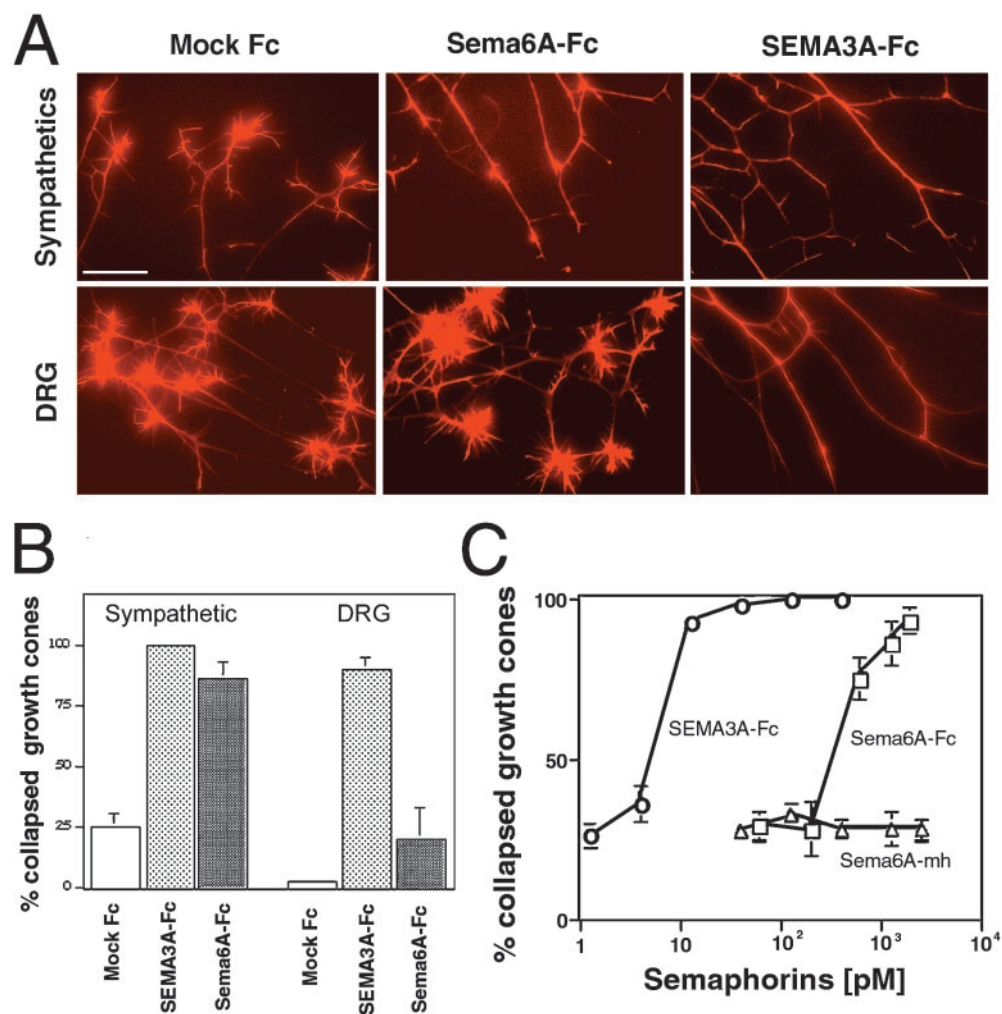 A
Mock Fc
Sema6A-Fc
SEMA3A-Fc
Sympathetics
DRG
B
% collapsed growth cones
100
75
50
25
0
Sympathetic
DRG
Mock Fc
SEMA3A-Fc
Sema6A-Fc
Mock Fc
SEMA3A-Fc
Sema6A-Fc
C
% collapsed growth cones
100
50
0
SEMA3A-Fc
Sema6A-Fc
Sema6A-mh
1
10
10²
10³
10⁴
Semaphorins [pM]